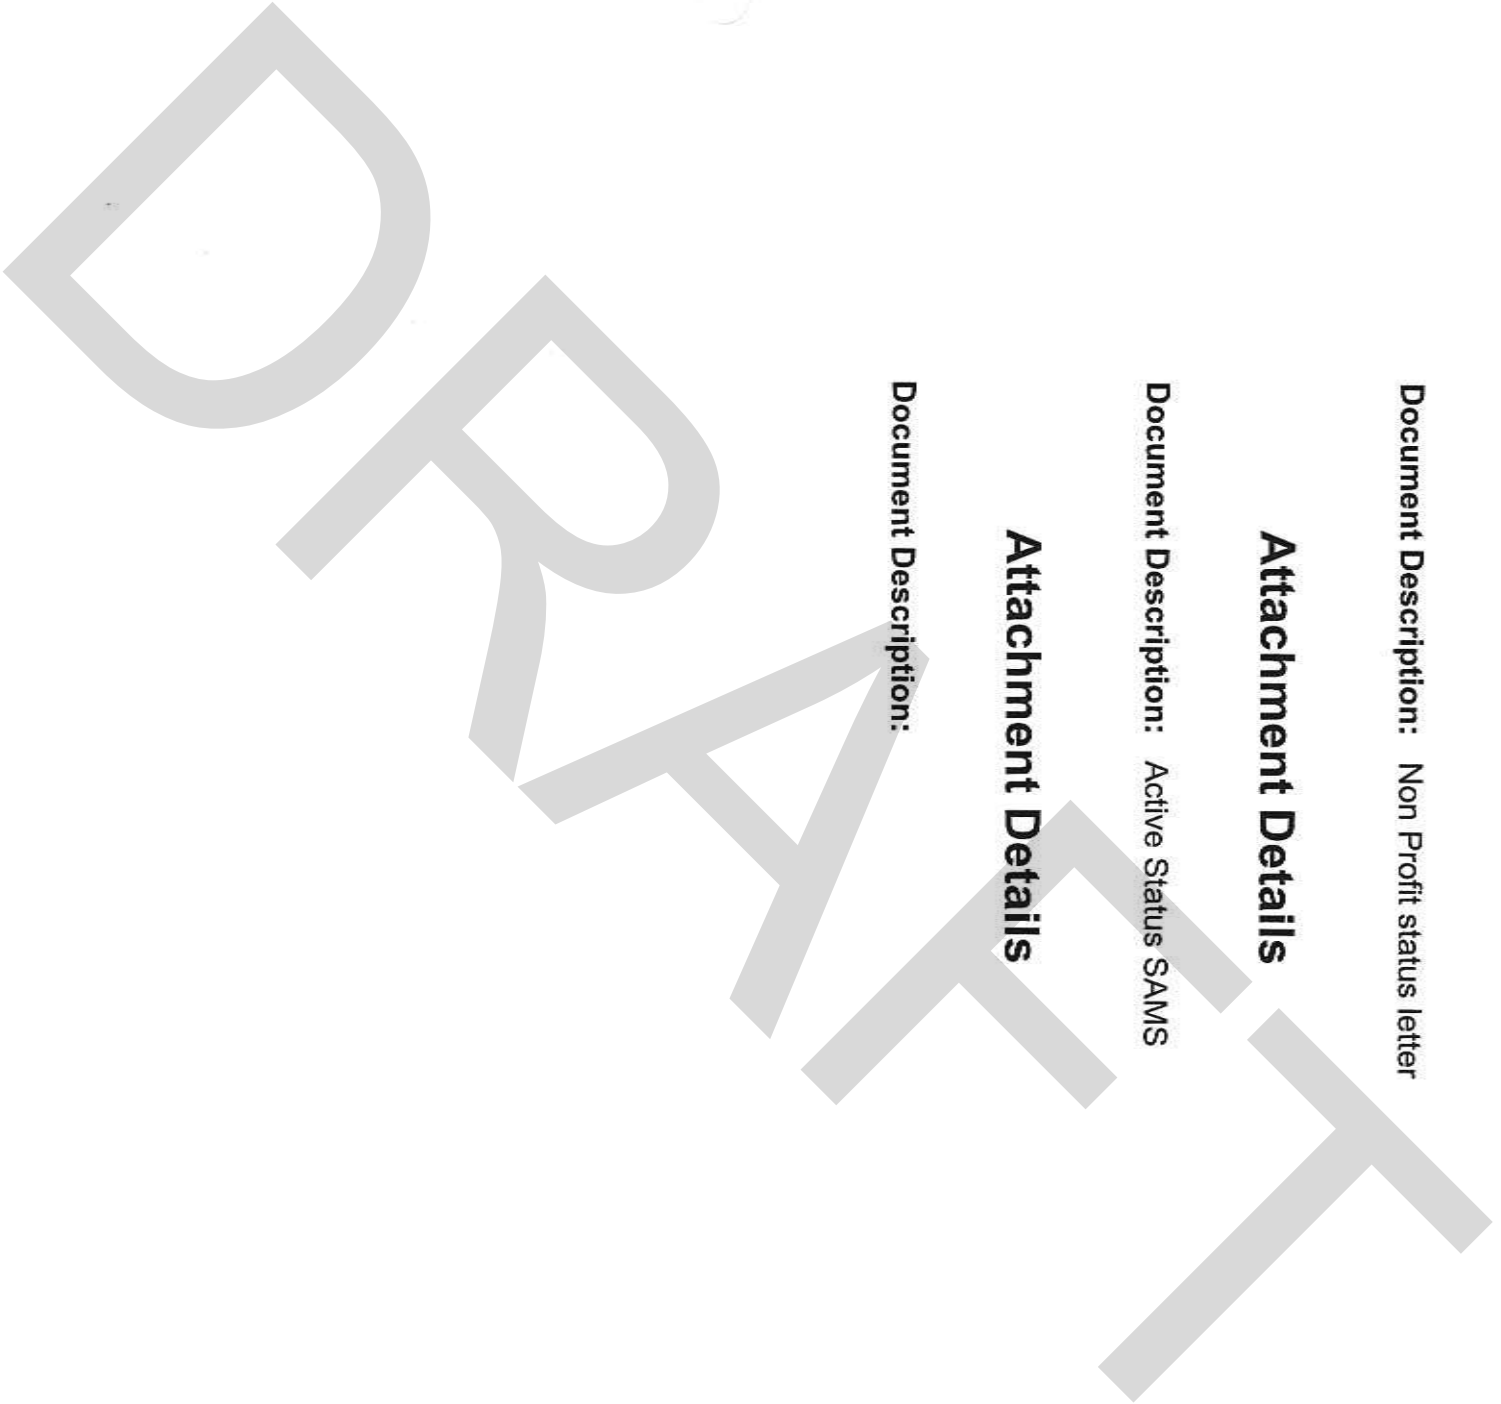 Document Description: Non Profit status letter
Attachment Details
Document Description: Active Status SAMS
Attachment Details
Document Description:
DRAFT